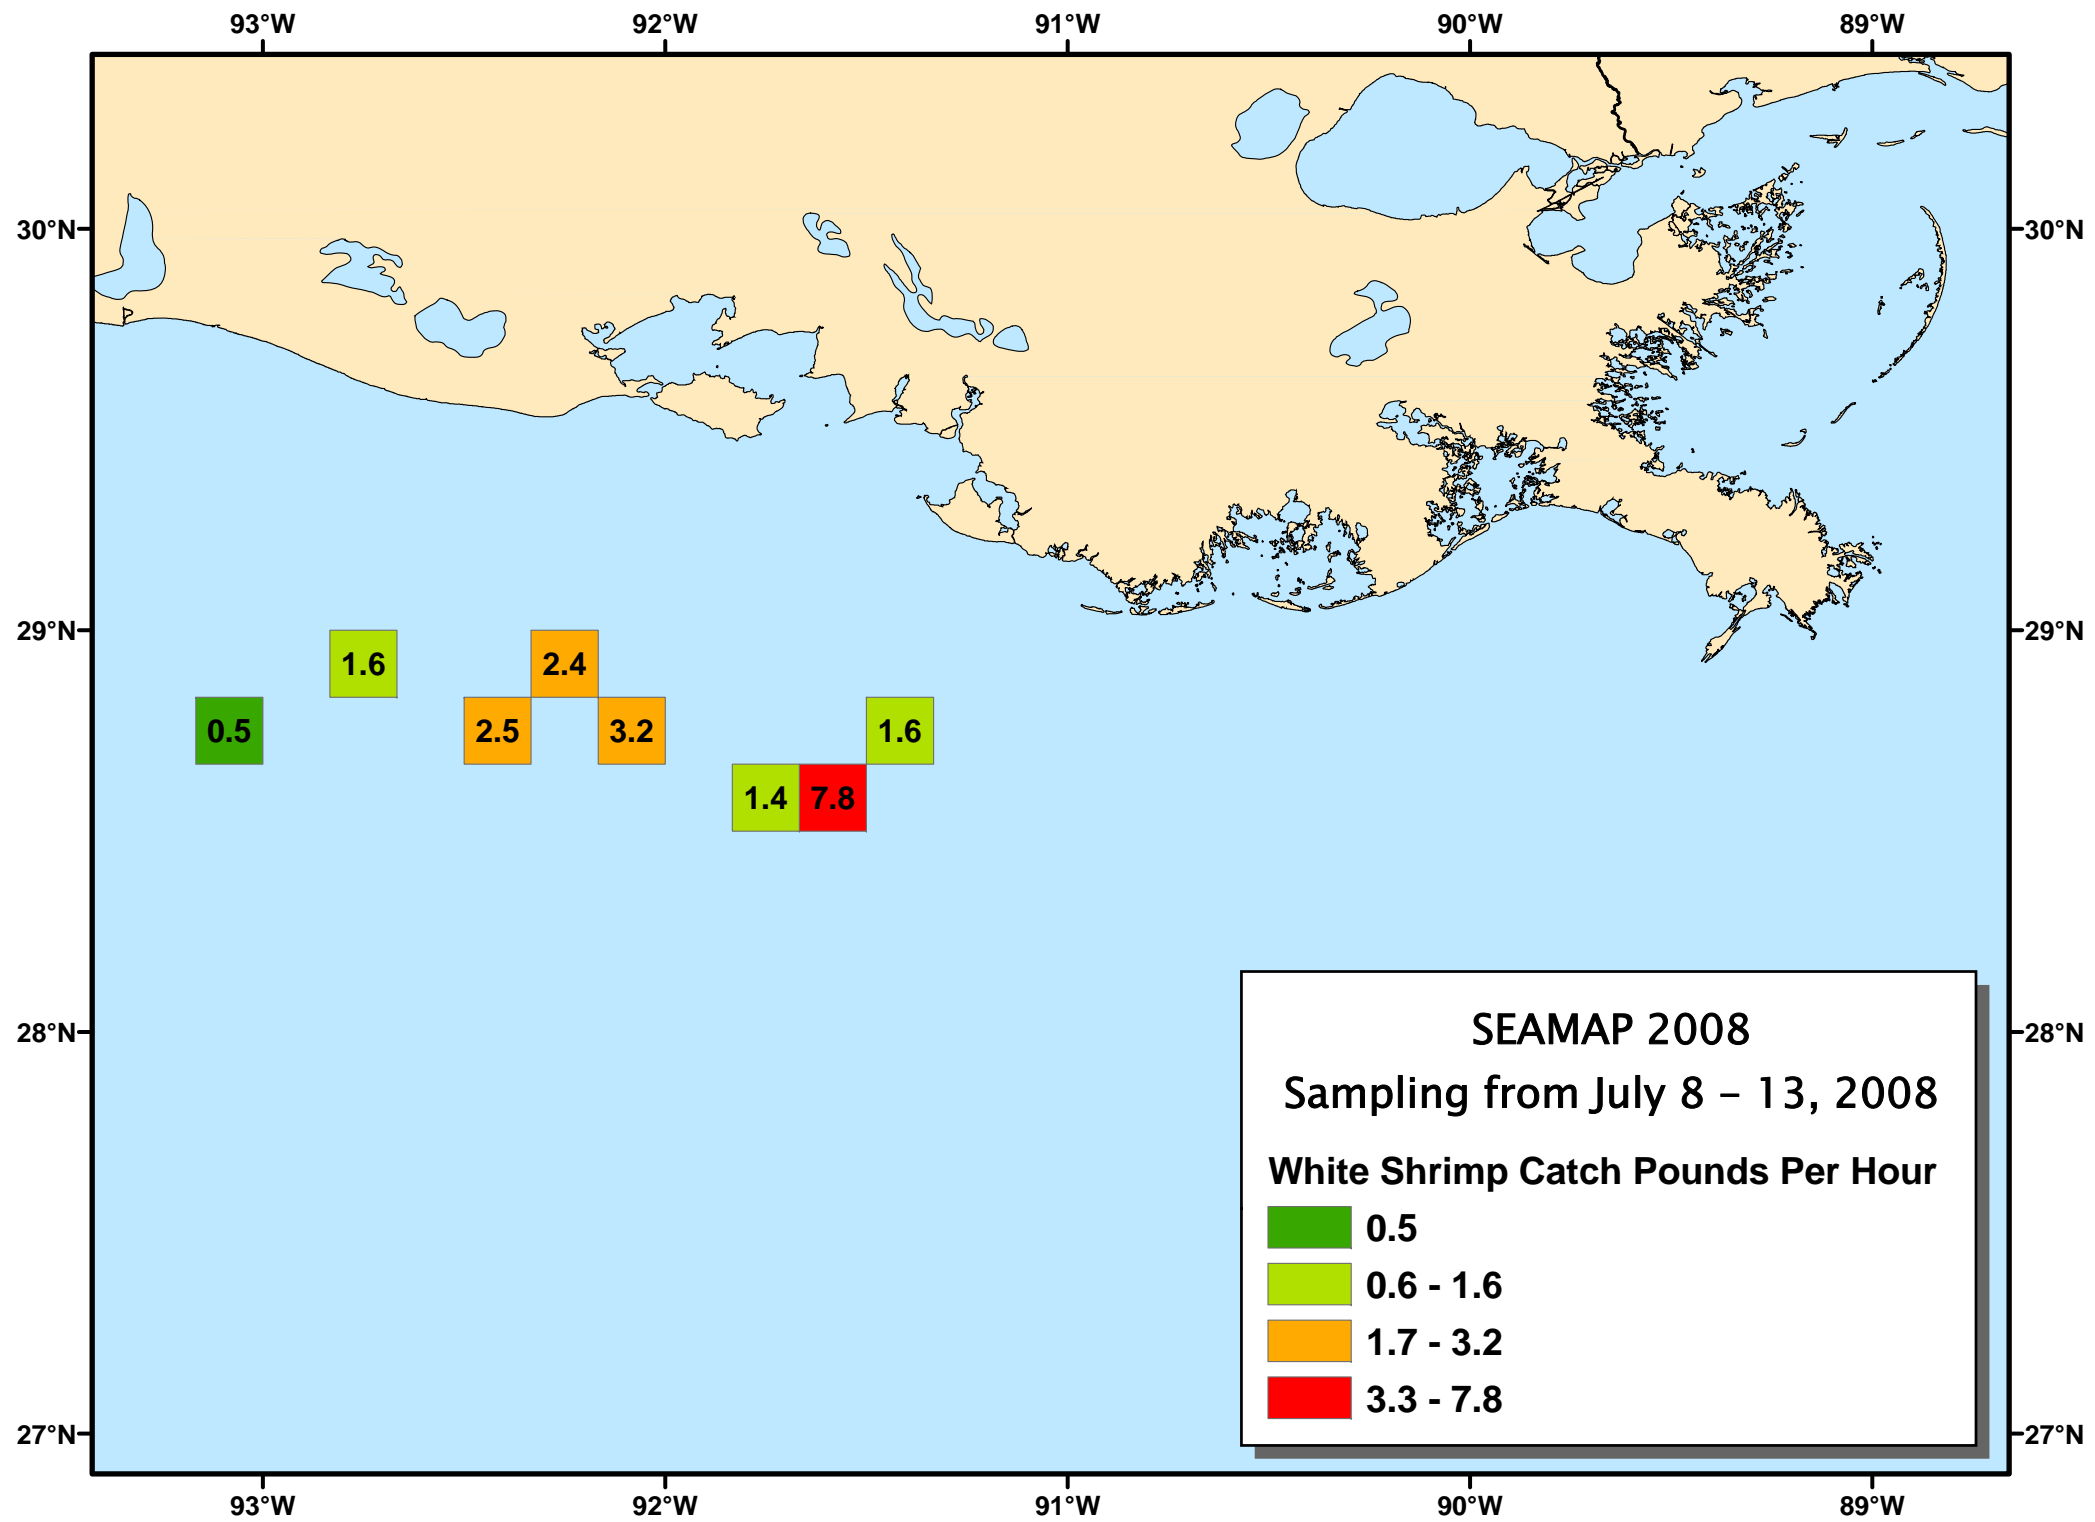 93°W 92°W 91°W 90°W 89°W
30°N 30°N
29°N 29°N
1.6 2.4
0.5 2.5 3.2 1.6
1.4 7.8
28°N 28°N
SEAMAP 2008
Sampling from July 8 – 13, 2008
White Shrimp Catch Pounds Per Hour
0.5
0.6 - 1.6
1.7 - 3.2
3.3 - 7.8
27°N 27°N
93°W 92°W 91°W 90°W 89°W